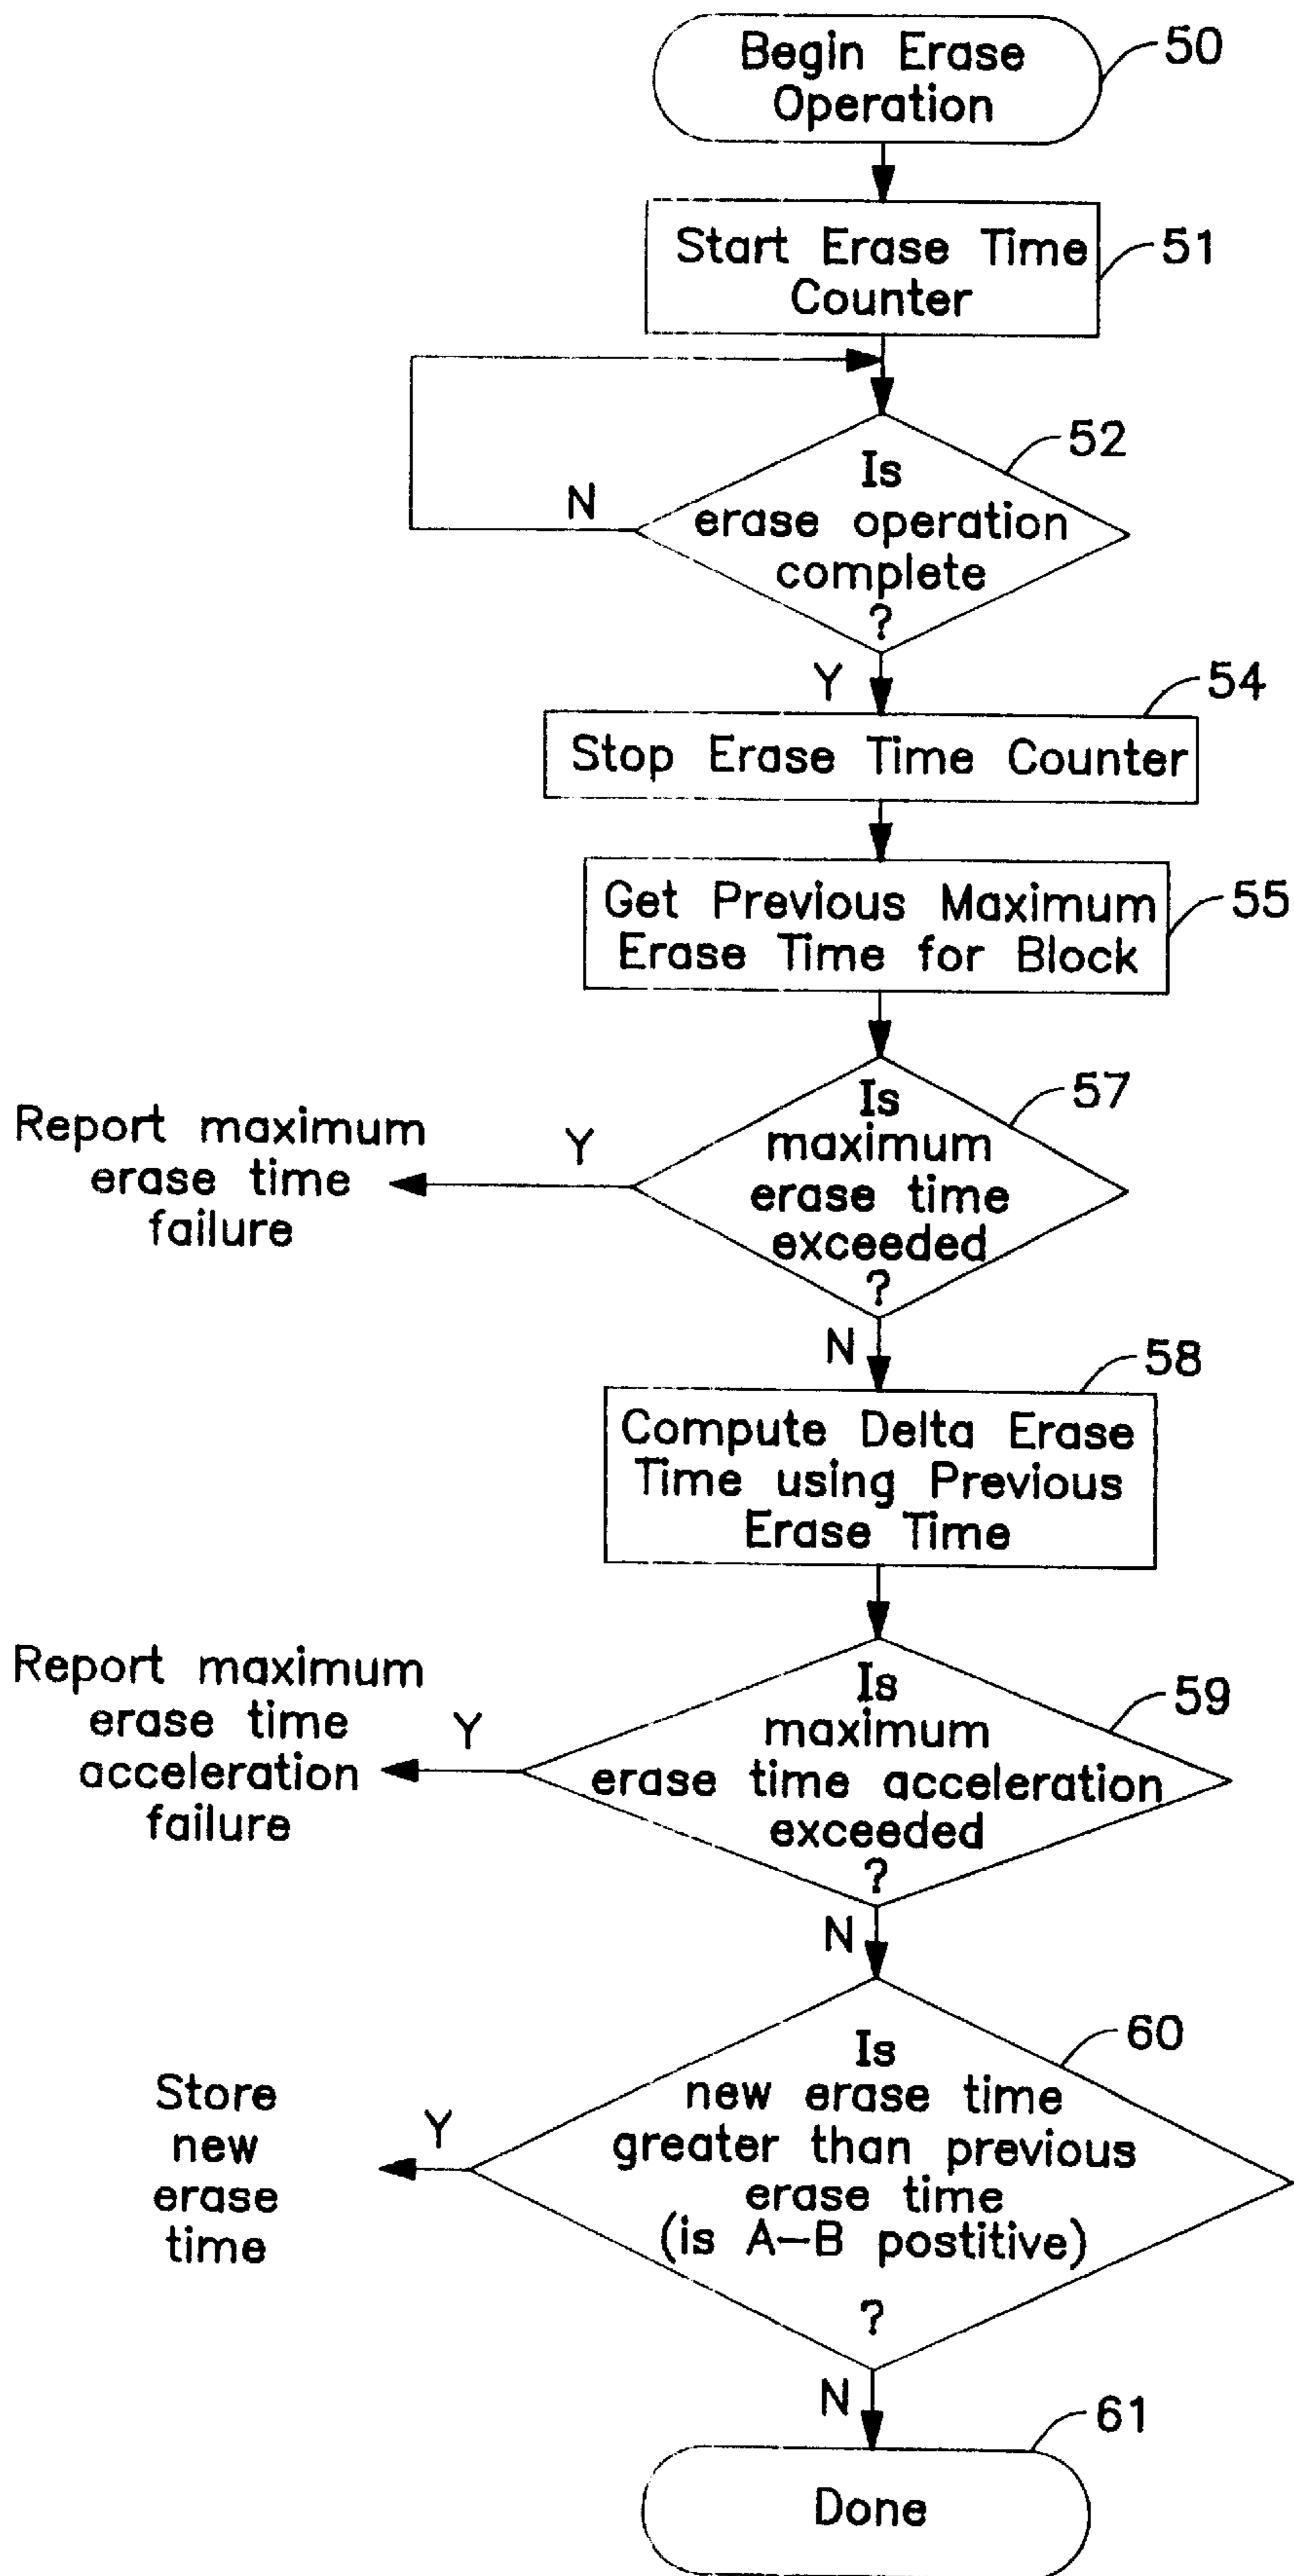 Begin Erase
Operation
50
Start Erase Time
Counter
51
Is
erase operation
complete
?
52
N
Y
54
Stop Erase Time Counter
Get Previous Maximum
Erase Time for Block
55
Is
maximum
erase time
exceeded
?
57
Y
Report maximum
erase time
failure
N
58
Compute Delta Erase
Time using Previous
Erase Time
Is
maximum
erase time acceleration
exceeded
?
59
Y
Report maximum
erase time
acceleration
failure
N
Is
new erase time
greater than previous
erase time
(is A-B postitive)
?
60
Y
Store
new
erase
time
N
61
Done